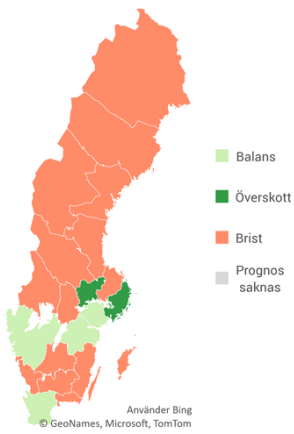 Balans
Överskott
Brist
Prognos
saknas
Använder Bing
© GeoNames, Microsoft, TomTom